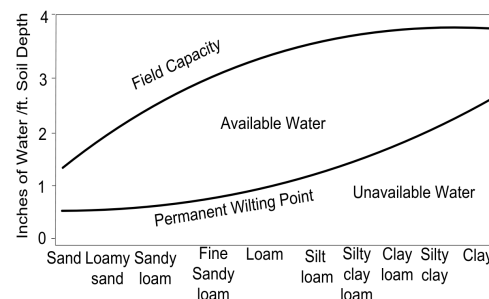 Inches of Water /ft. Soil Depth
4
3
2
1
0
Field Capacity
Available Water
Permanent Wilting Point
Unavailable Water
Sand
Loamy
sand
Sandy
loam
Fine
Sandy
loam
Loam
Silt
loam
Silty
clay
loam
Clay
loam
Silty
clay
Clay